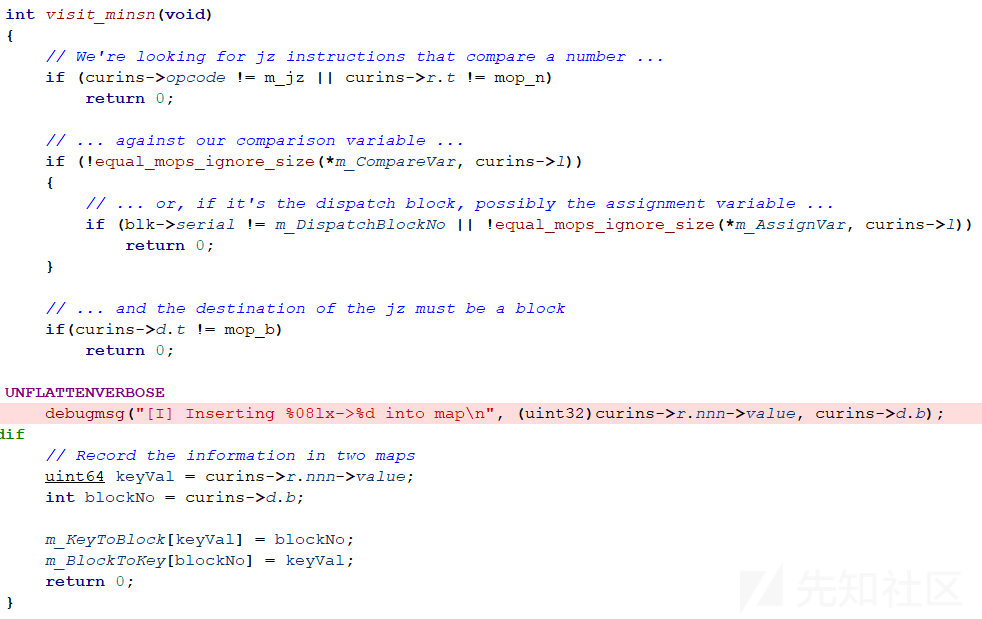 int visit_minsn(void)
{
    // We're looking for jz instructions that compare a number ...
    if (curins->opcode != m_jz || curins->r.t != mop_n)
        return 0;

    // ... against our comparison variable ...
    if (!equal_mops_ignore_size(*m_CompareVar, curins->l))
    {
        // ... or, if it's the dispatch block, possibly the assignment variable ...
        if (blk->serial != m_DispatchBlockNo || !equal_mops_ignore_size(*m_AssignVar, curins->l))
            return 0;
    }

    // ... and the destination of the jz must be a block
    if(curins->d.t != mop_b)
        return 0;

UNFLATTENVERBOSE
    debugmsg("[I] Inserting %08lx->%d into map\n", (uint32)curins->r.nnn->value, curins->d.b);
dif
    // Record the information in two maps
    uint64 keyVal = curins->r.nnn->value;
    int blockNo = curins->d.b;

    m_KeyToBlock[keyVal] = blockNo;
    m_BlockToKey[blockNo] = keyVal;
    return 0;
}
先知社区